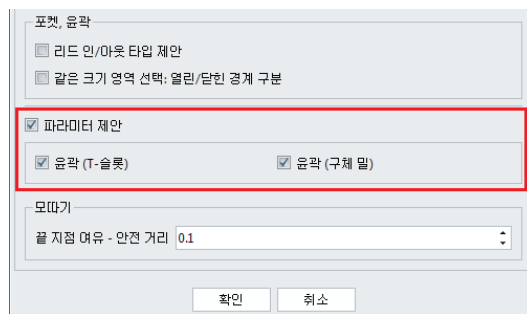 포켓, 윤곽
리드 인/아웃 타입 제안
같은 크기 영역 선택: 열린/닫힌 경계 구분
파라미터 제안
윤곽 (T-슬롯)
윤곽 (구체 밀)
모따기
끝 지점 여유 - 안전 거리 0.1
확인 취소